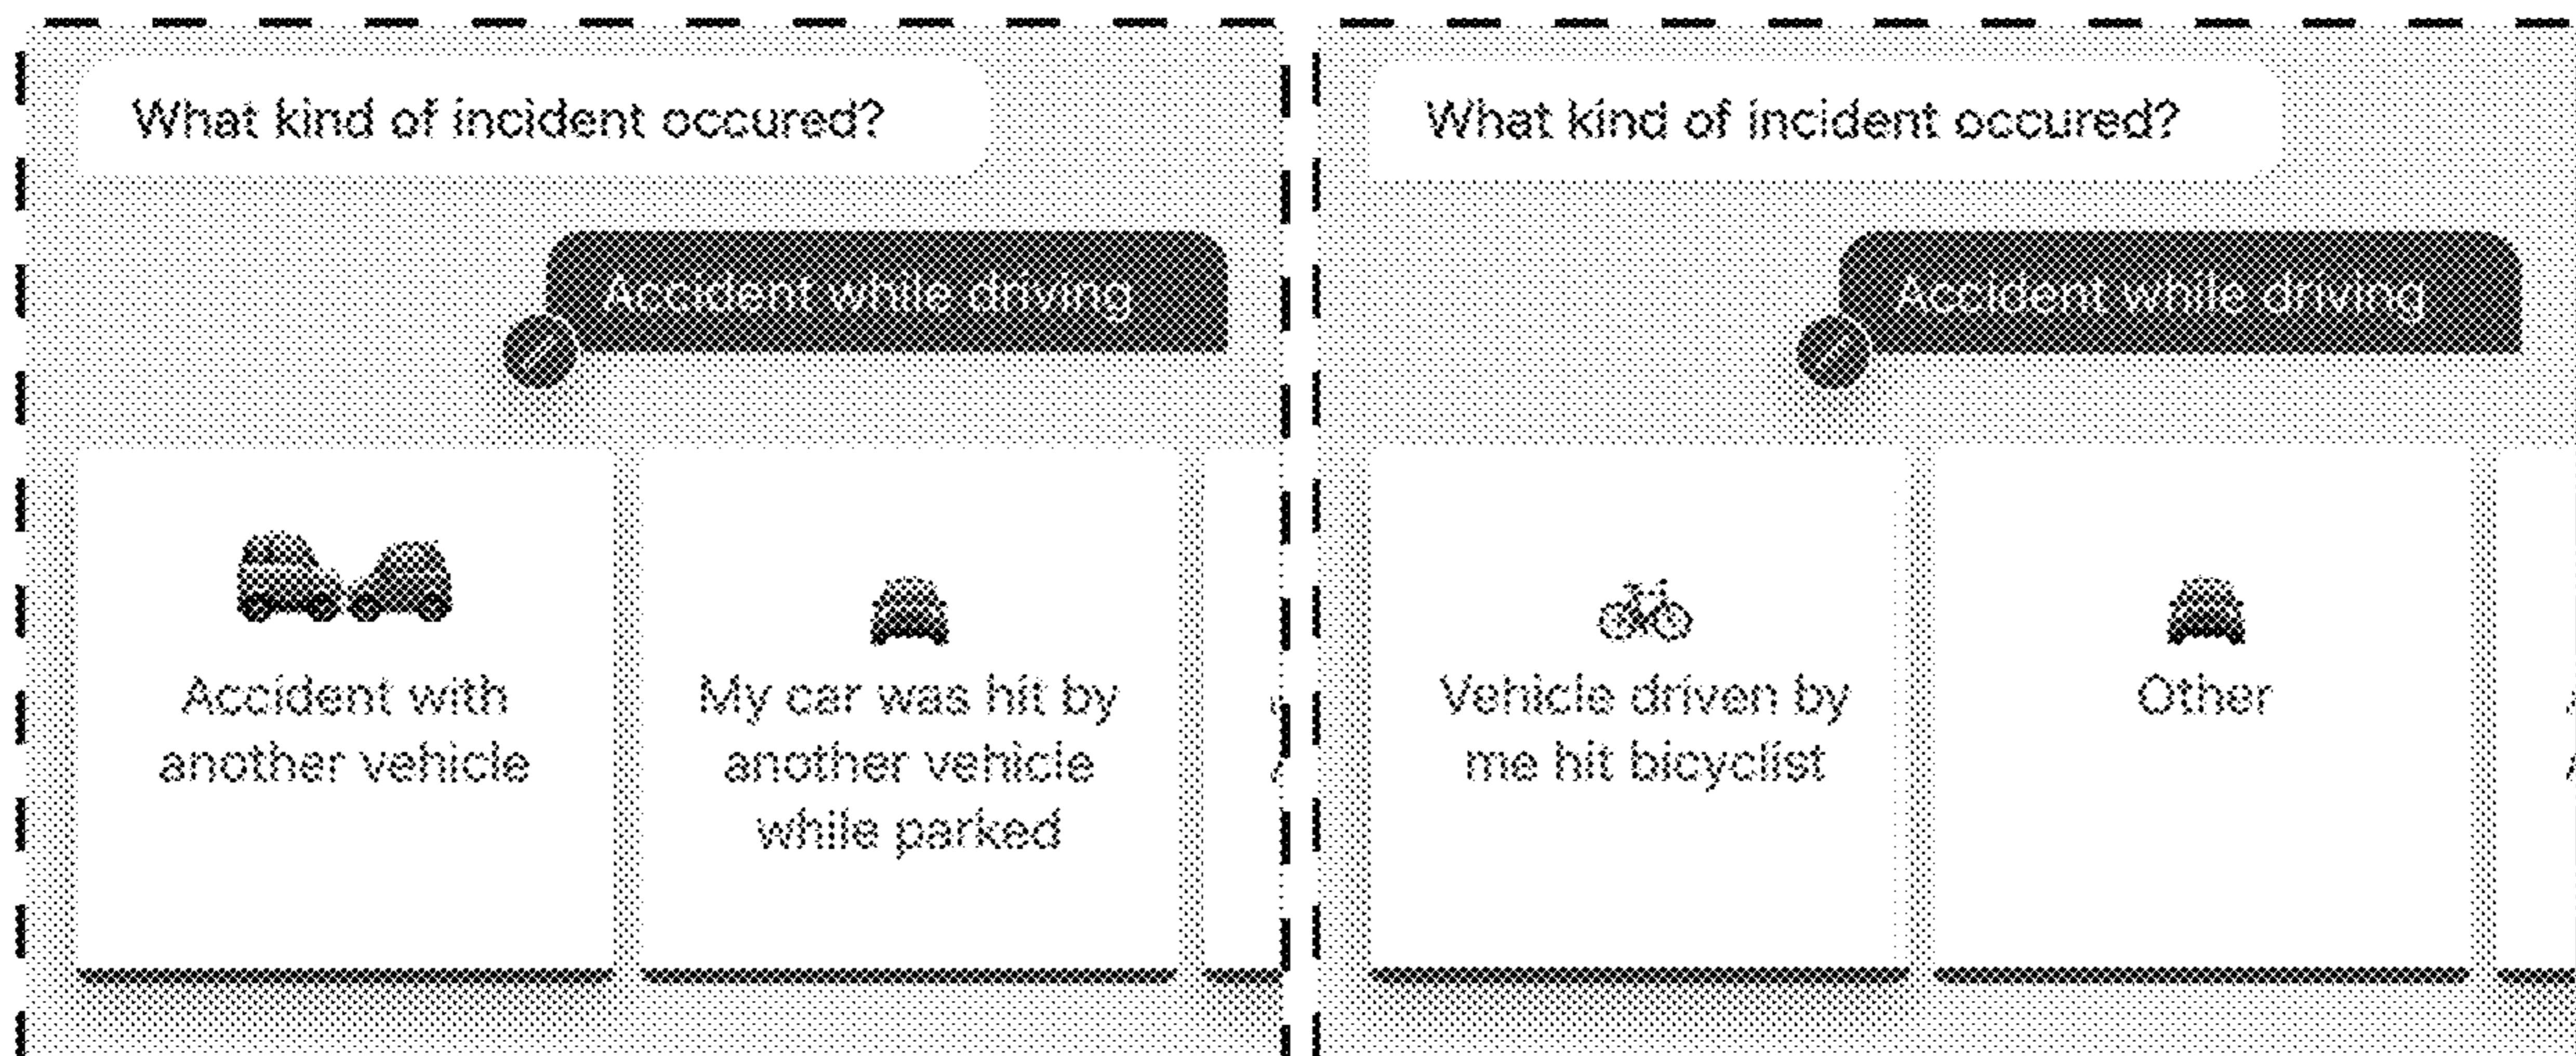 What kind of incident occured?
Accident while driving
Accident with
another vehicle
My car was hit by
another vehicle
while parked
What kind of incident occured?
Accident while driving
Vehicle driven by
me hit bicyclist
Other